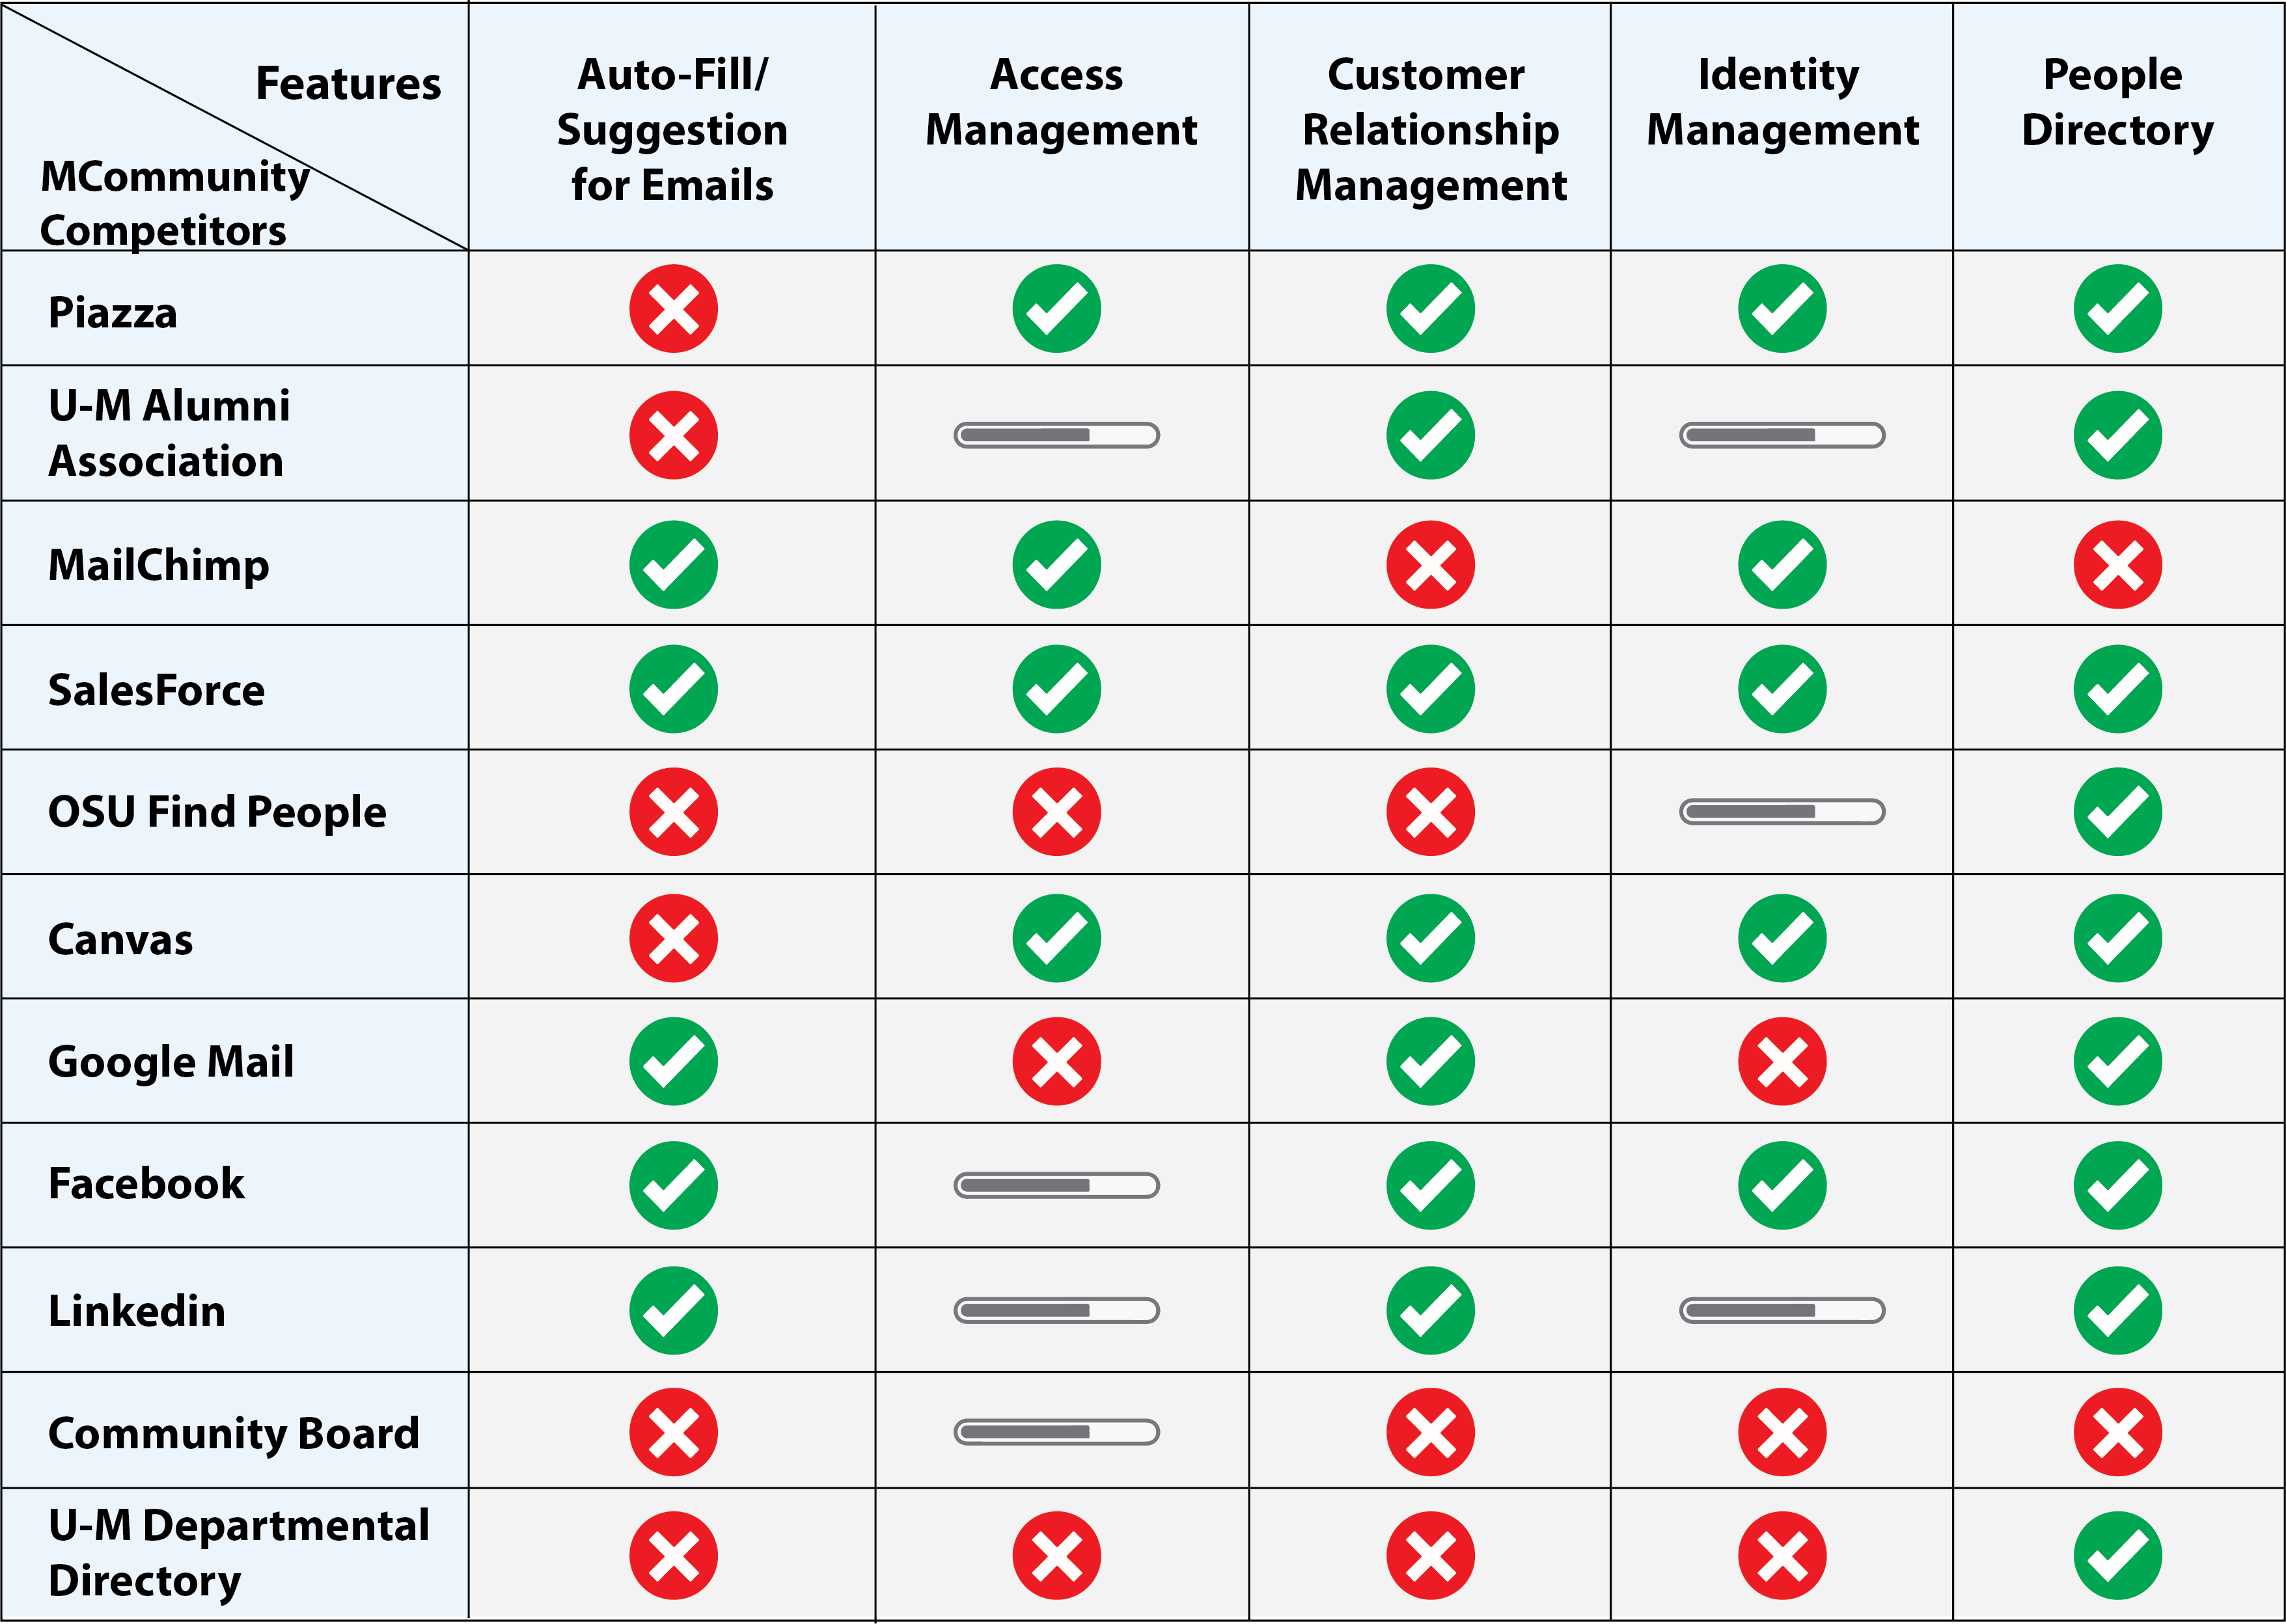 Features
MCommunity
Competitors
Auto-Fill/
Suggestion
for Emails
Access
Management
Customer
Relationship
Management
Identity
Management
People
Directory
Piazza
U-M Alumni
Association
MailChimp
SalesForce
OSU Find People
Canvas
Google Mail
Facebook
Linkedin
Community Board
U-M Departmental
Directory